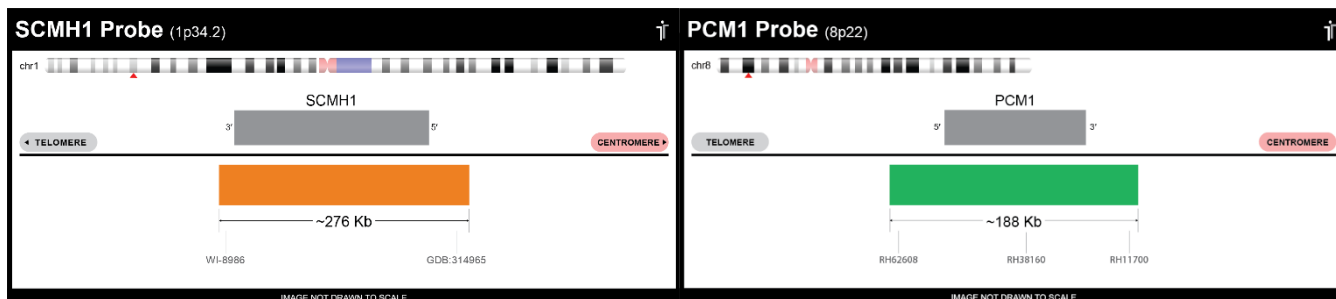 SCMH1 Probe (1p34.2)
chr1
SCMH1
3' 5'
TELOMERE CENTROMERE
~276 Kb
WI-8986 GDB:314965
IMAGE NOT DRAWN TO SCALE
PCM1 Probe (8p22)
chr8
PCM1
5' 3'
TELOMERE CENTROMERE
~188 Kb
RH62608 RH38160 RH11700
IMAGE NOT DRAWN TO SCALE